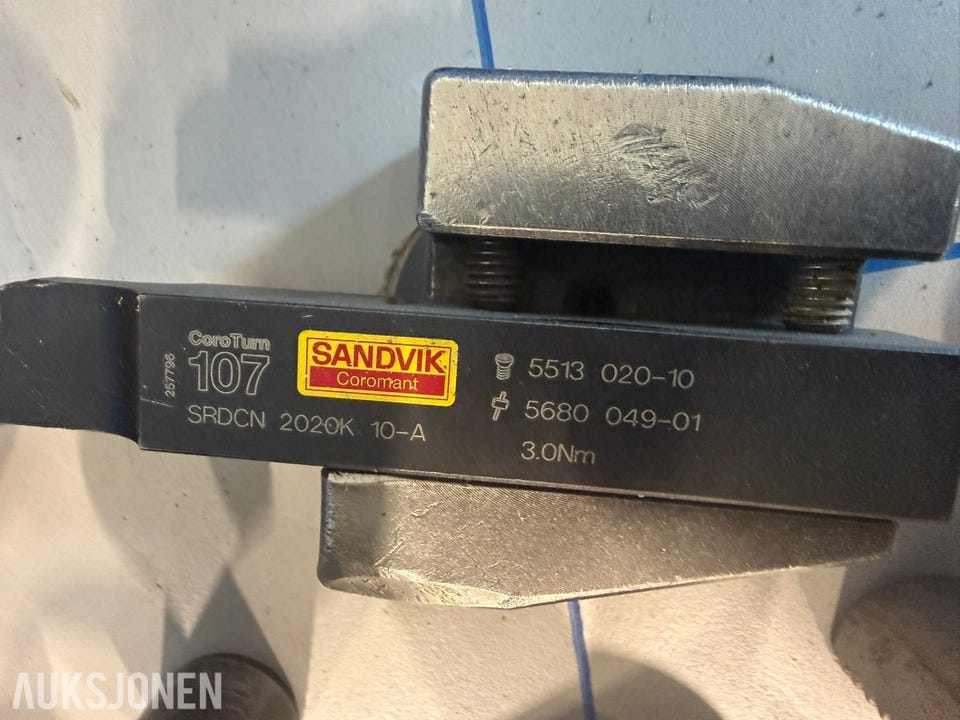 CoroTurn
107
257796
SRDCN 2020K 10-A
SANDVIK
Coromant
5513 020-10
5680 049-01
3.0Nm
AUKSJONEN